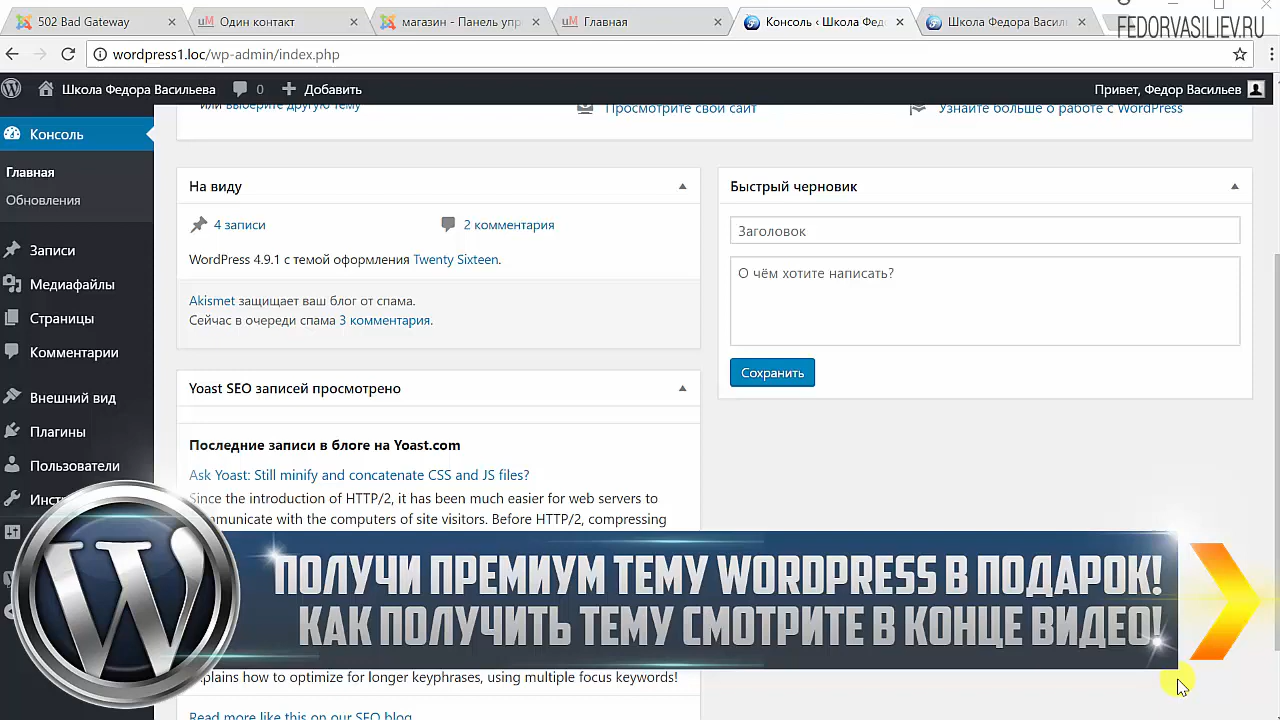 502 Bad Gateway
Один контакт
магазин - Панель упр
Главная
Консоль ‹ Школа Фед
Школа Федора Васил
FEDORVASILIEV.RU
wordpress1.loc/wp-admin/index.php
Школа Федора Васильева
0
Добавить
Привет, Федор Васильев
или выберите другую тему
Просмотрите свой сайт
Узнайте больше о работе с WordPress
Консоль
Главная
Обновления
Записи
Медиафайлы
Страницы
Комментарии
Внешний вид
Плагины
Пользователи
Инст
На виду
4 записи
2 комментария
WordPress 4.9.1 с темой оформления Twenty Sixteen.
Akismet защищает ваш блог от спама.
Сейчас в очереди спама 3 комментария.
Yoast SEO записей просмотрено
Последние записи в блоге на Yoast.com
Ask Yoast: Still minify and concatenate CSS and JS files?
Since the introduction of HTTP/2, it has been much easier for web servers to
communicate with the computers of site visitors. Before HTTP/2, compressing
Быстрый черновик
Заголовок
О чём хотите написать?
Сохранить
ПОЛУЧИ ПРЕМИУМ ТЕМУ WORDPRESS В ПОДАРОК!
КАК ПОЛУЧИТЬ ТЕМУ СМОТРИТЕ В КОНЦЕ ВИДЕО!
explains how to optimize for longer keyphrases, using multiple focus keywords!
Read more like this on our SEO blog